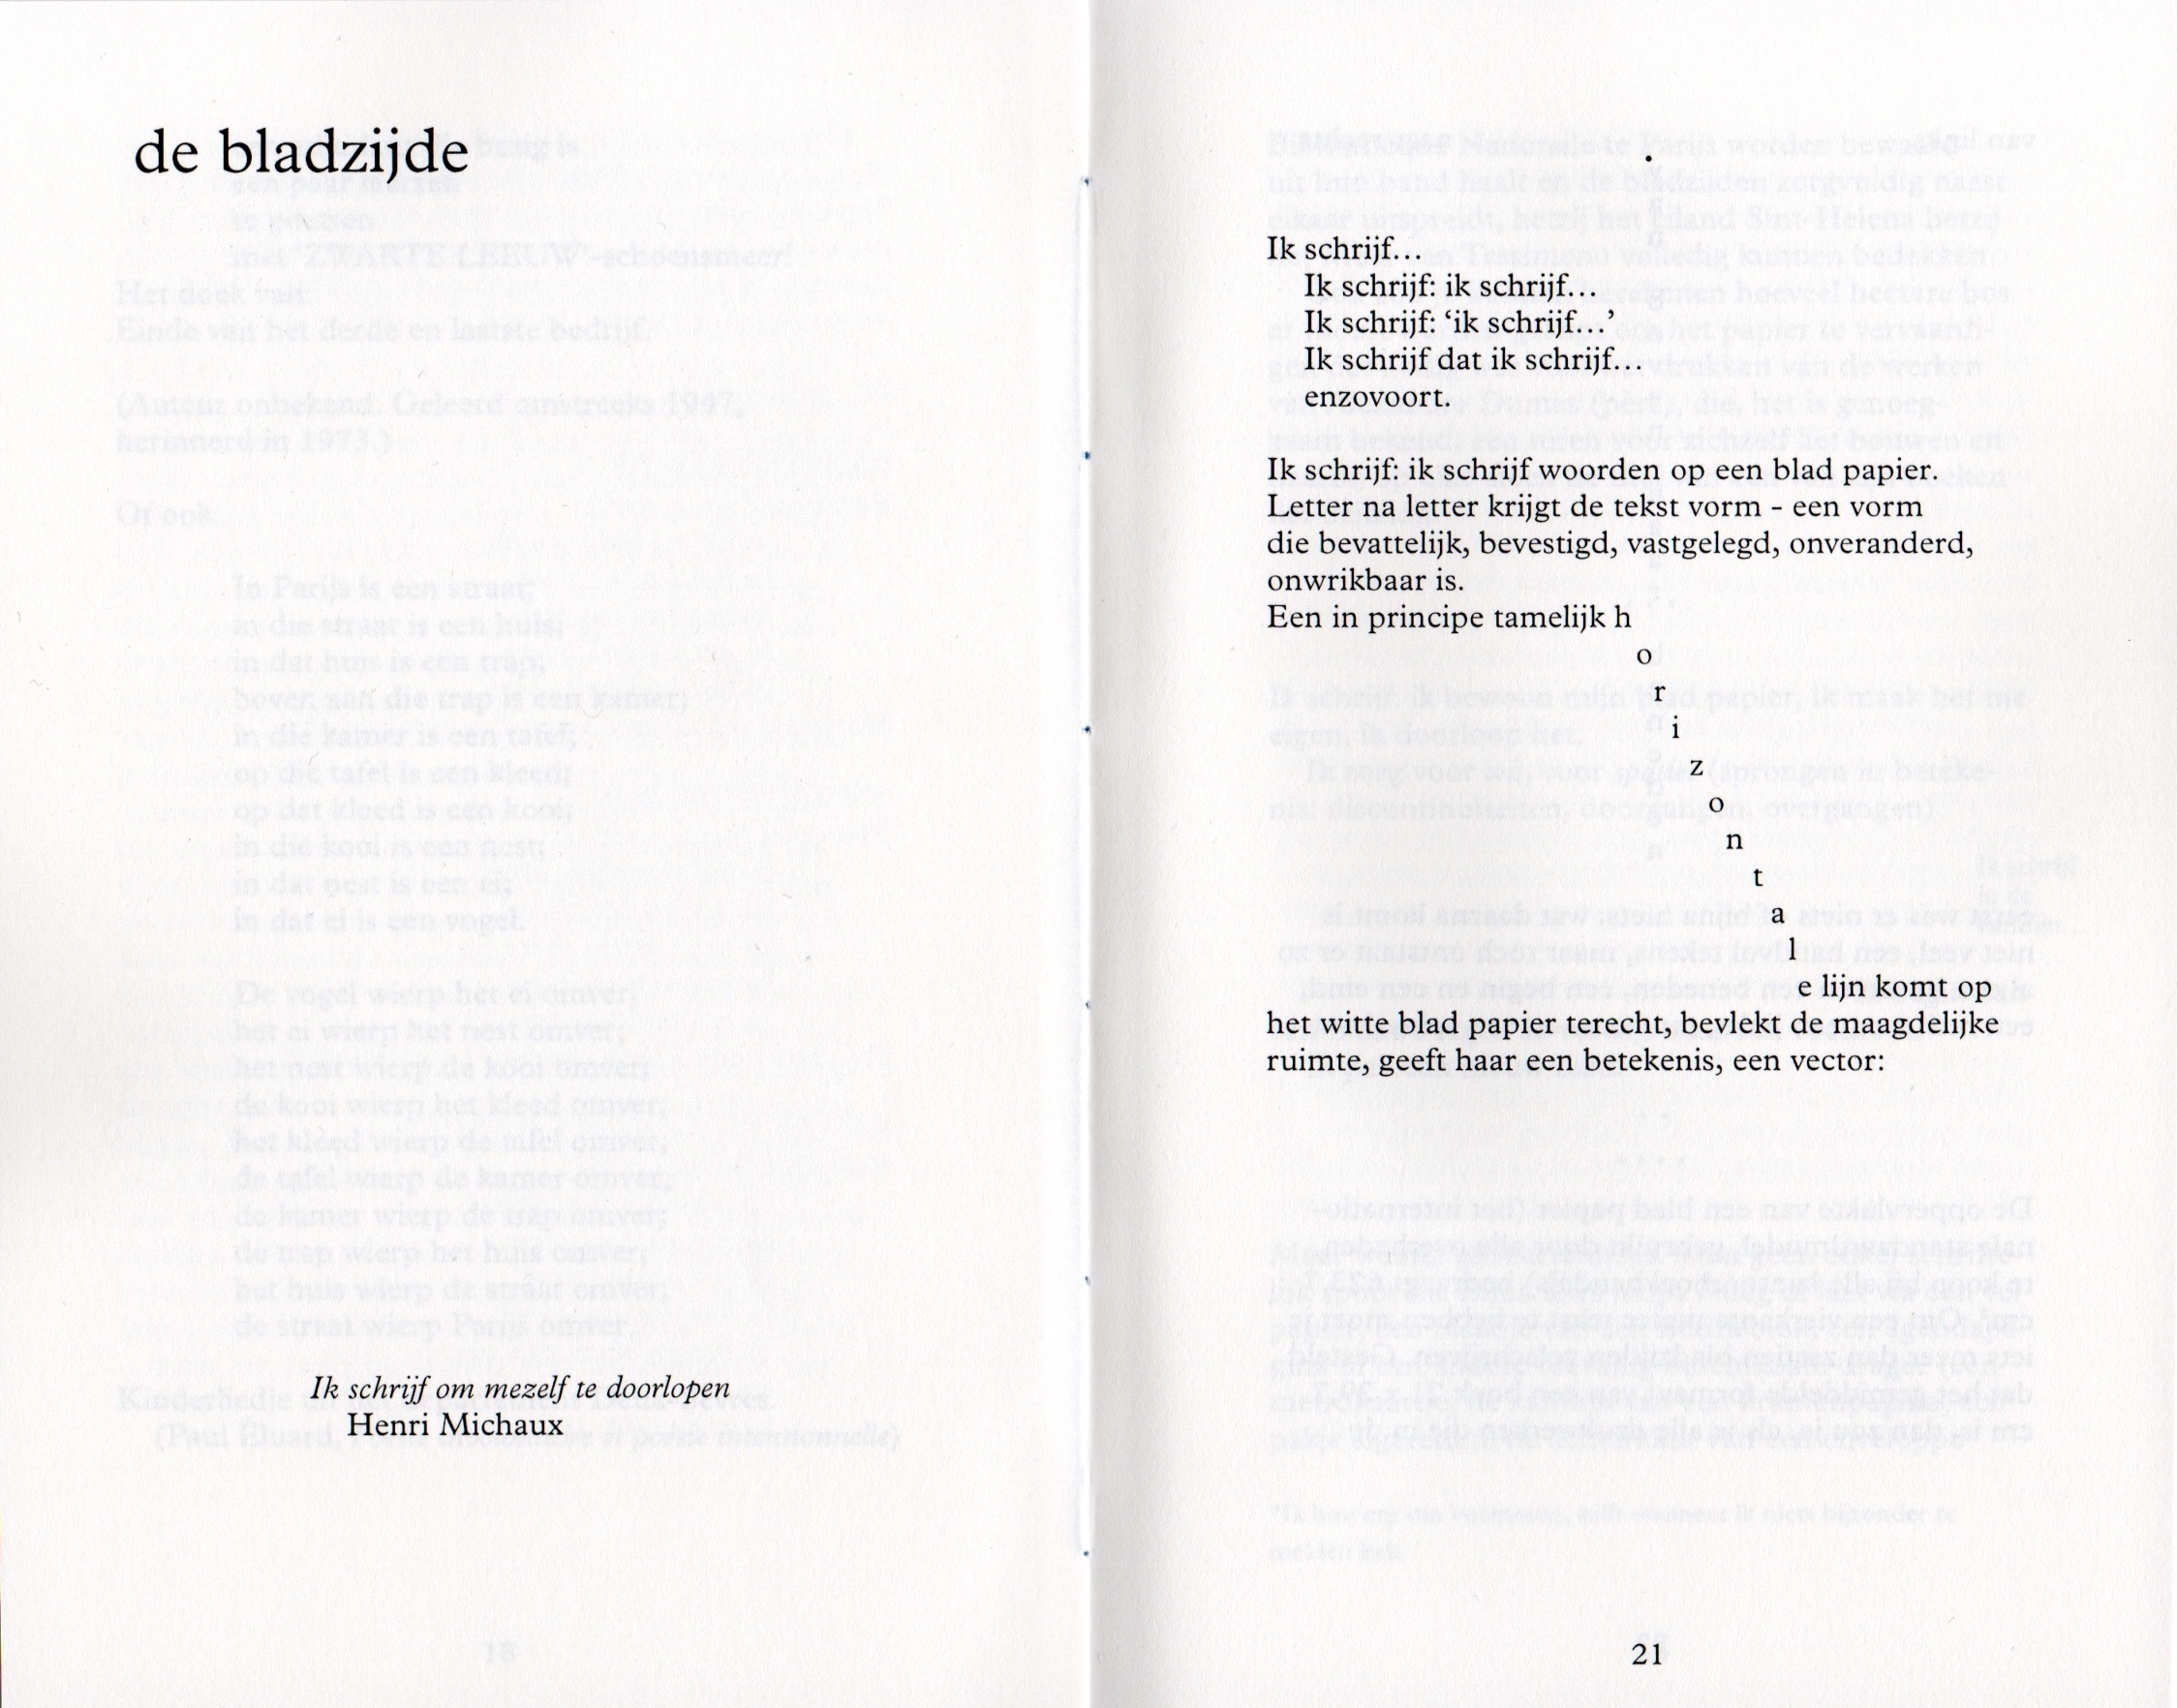 de bladzijde
Ik schrijf om mezelf te doorlopen
Henri Michaux
.
Ik schrijf...
Ik schrijf: ik schrijf...
Ik schrijf: ‘ik schrijf...’
Ik schrijf dat ik schrijf...
enzovoort.
Ik schrijf: ik schrijf woorden op een blad papier.
Letter na letter krijgt de tekst vorm - een vorm
die bevattelijk, bevestigd, vastgelegd, onveranderd,
onwrikbaar is.
Een in principe tamelijk h
o
r
i
z
o
n
t
a
l
e lijn komt op
het witte blad papier terecht, bevlekt de maagdelijke
ruimte, geeft haar een betekenis, een vector:
21